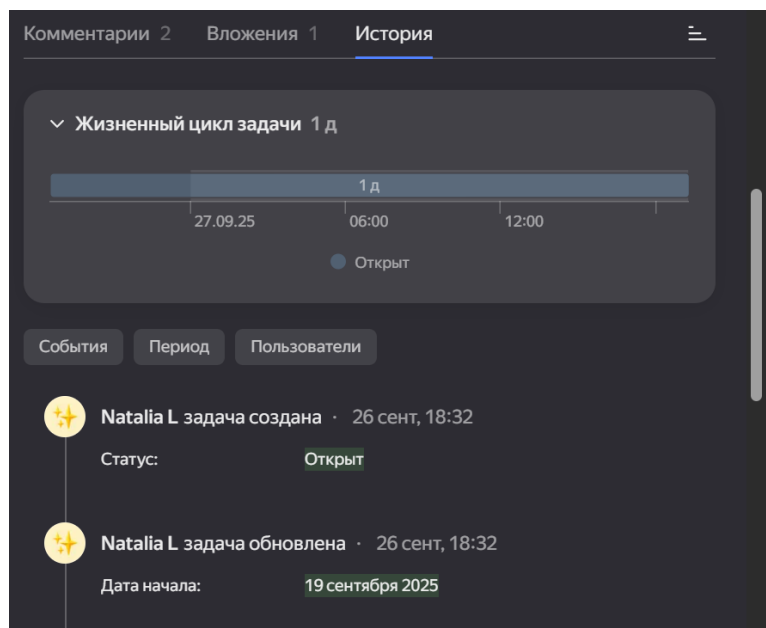 Комментарии 2 Вложения 1 История
Жизненный цикл задачи 1 д
1 д
27.09.25 06:00 12:00
Открыт
События Период Пользователи
Natalia L задача создана · 26 сент, 18:32
Статус: Открыт
Natalia L задача обновлена · 26 сент, 18:32
Дата начала: 19 сентября 2025